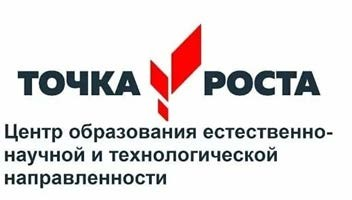 ТОЧКА РОСТА
Центр образования естественно-
научной и технологической
направленности